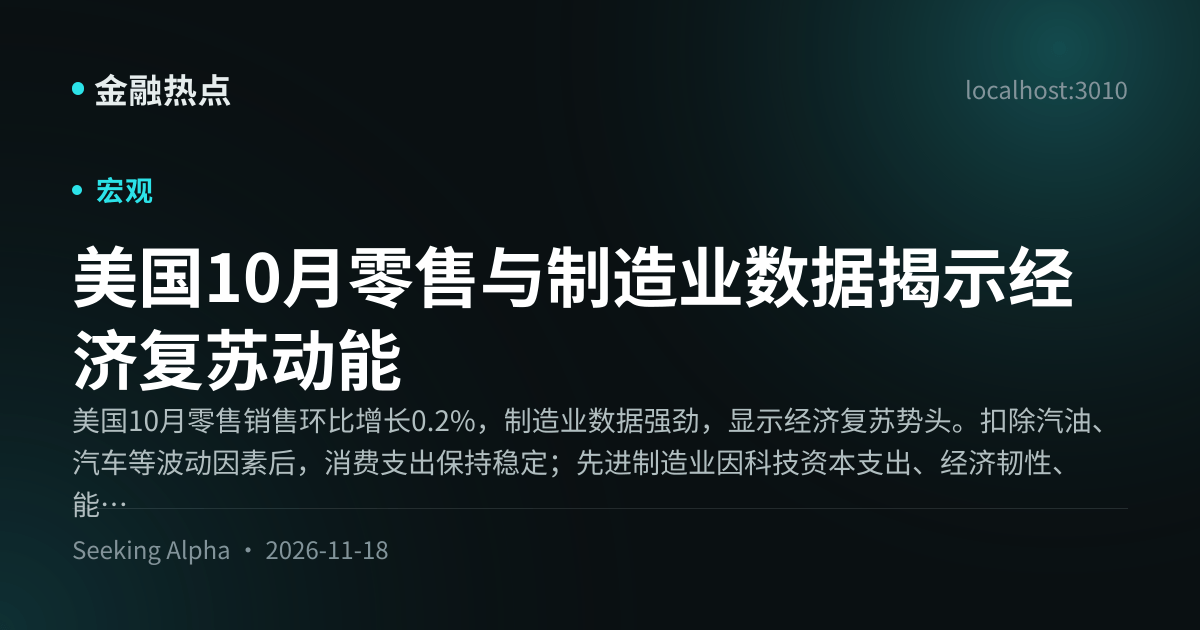 金融热点
localhost:3010
宏观
美国10月零售与制造业数据揭示经
济复苏动能
美国10月零售销售环比增长0.2%，制造业数据强劲，显示经济复苏势头。扣除汽油、
汽车等波动因素后，消费支出保持稳定；先进制造业因科技资本支出、经济韧性、
能…
Seeking Alpha · 2026-11-18